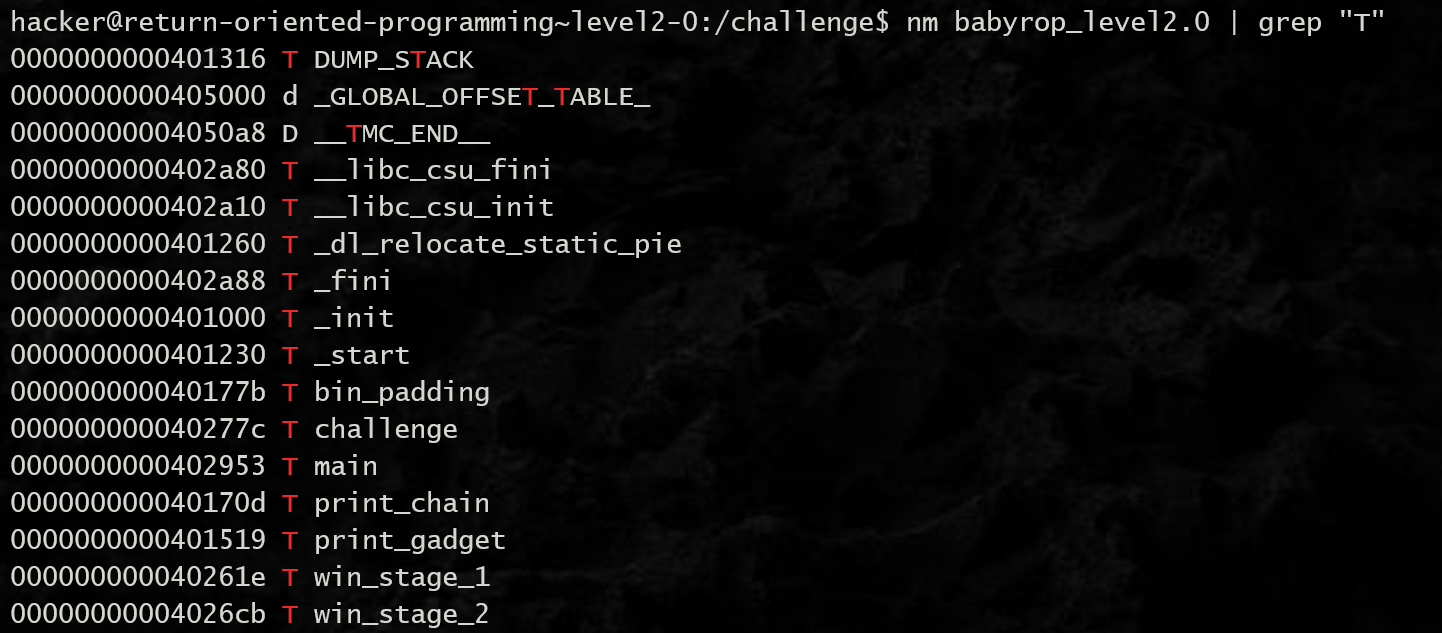 hacker@return-oriented-programming~level2-0:/challenge$ nm babyrop_level2.0 | grep "T"
0000000000401316 T DUMP_STACK
0000000000405000 d _GLOBAL_OFFSET_TABLE_
00000000004050a8 D __TMC_END__
0000000000402a80 T __libc_csu_fini
0000000000402a10 T __libc_csu_init
0000000000401260 T _dl_relocate_static_pie
0000000000402a88 T _fini
0000000000401000 T _init
0000000000401230 T _start
000000000040177b T bin_padding
000000000040277c T challenge
0000000000402953 T main
000000000040170d T print_chain
0000000000401519 T print_gadget
000000000040261e T win_stage_1
00000000004026cb T win_stage_2